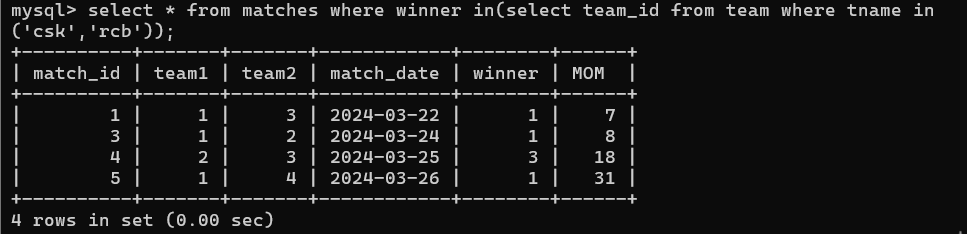 mysql> select * from matches where winner in(select team_id from team where tname in
('csk','rcb'));
+----------+-------+-------+------------+--------+------+
| match_id | team1 | team2 | match_date | winner | MOM  |
+----------+-------+-------+------------+--------+------+
|        1 |     1 |     3 | 2024-03-22 |      1 |    7 |
|        3 |     1 |     2 | 2024-03-24 |      1 |    8 |
|        4 |     2 |     3 | 2024-03-25 |      3 |   18 |
|        5 |     1 |     4 | 2024-03-26 |      1 |   31 |
+----------+-------+-------+------------+--------+------+
4 rows in set (0.00 sec)